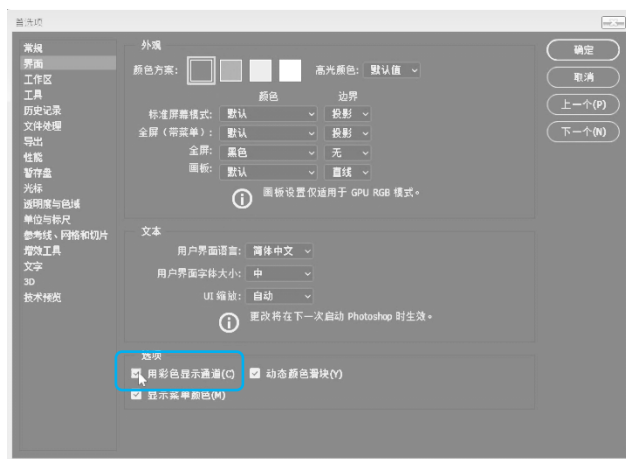 首选项
常规
界面
工作区
工具
历史记录
文件处理
导出
性能
暂存盘
光标
透明度与色域
单位与标尺
参考线、网格和切片
增效工具
文字
3D
技术预览
外观
颜色方案:
高光颜色: 默认值
颜色 边界
标准屏幕模式: 默认 投影
全屏（带菜单）: 默认 投影
全屏: 黑色 无
画板: 默认 直线
画板设置仅适用于 GPU RGB 模式。
文本
用户界面语言: 简体中文
用户界面字体大小: 中
UI 缩放: 自动
更改将在下一次启动 Photoshop 时生效。
选项
用彩色显示通道(C) 动态颜色滑块(Y)
显示菜单颜色(M)
确定
取消
上一个(P)
下一个(N)